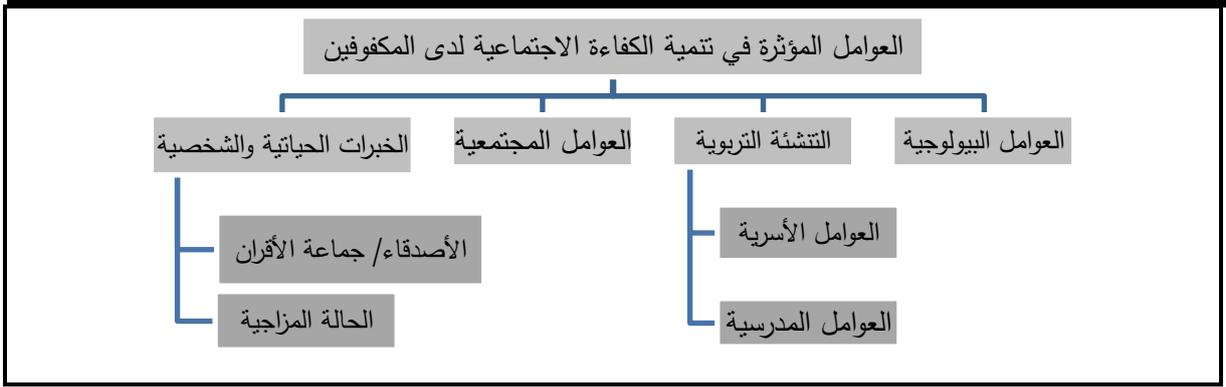 العوامل المؤثرة في تنمية الكفاءة الاجتماعية لدى المكفوفين
العوامل البيولوجية
التنشئة التربوية
العوامل المجتمعية
الخبرات الحياتية والشخصية
العوامل الأسرية
العوامل المدرسية
الأصدقاء/ جماعة الأقران
الحالة المزاجية